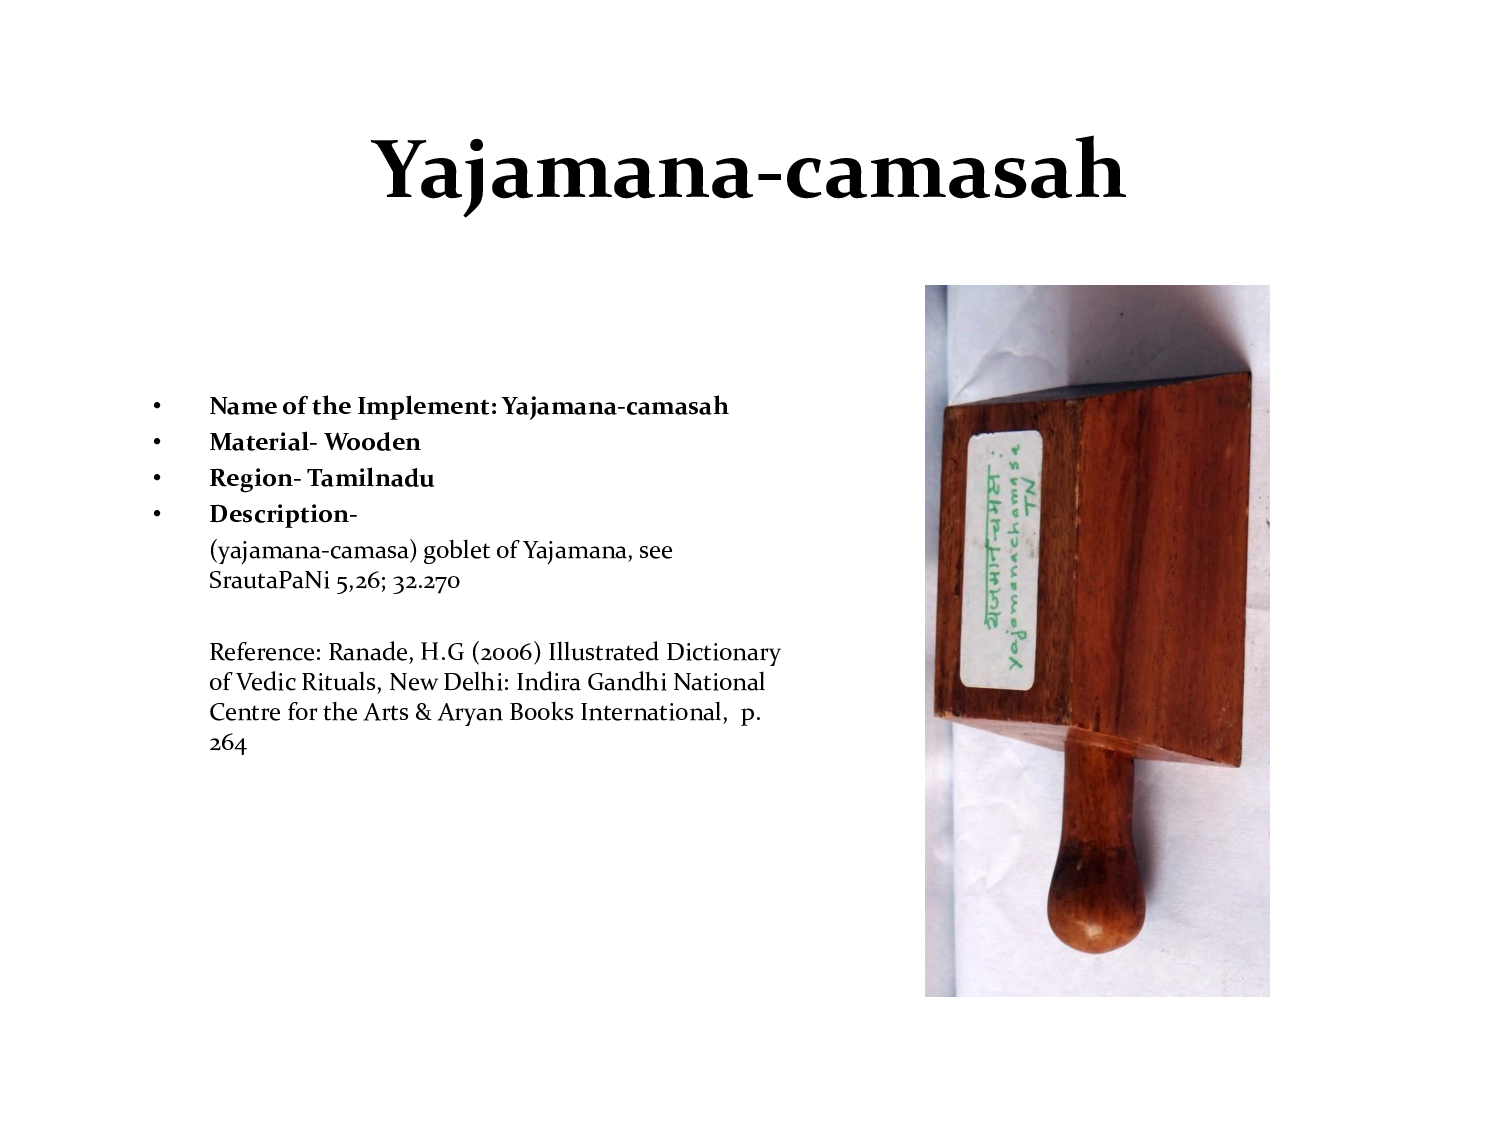 Yajamana-camasah
• Name of the Implement: Yajamana-camasah
• Material- Wooden
• Region- Tamilnadu
• Description-
(yajamana-camasa) goblet of Yajamana, see
SrautaPaNi 5,26; 32.270
Reference: Ranade, H.G (2006) Illustrated Dictionary
of Vedic Rituals, New Delhi: Indira Gandhi National
Centre for the Arts & Aryan Books International, p.
264
यजमान-चमसः
yajamanachamasa
TN